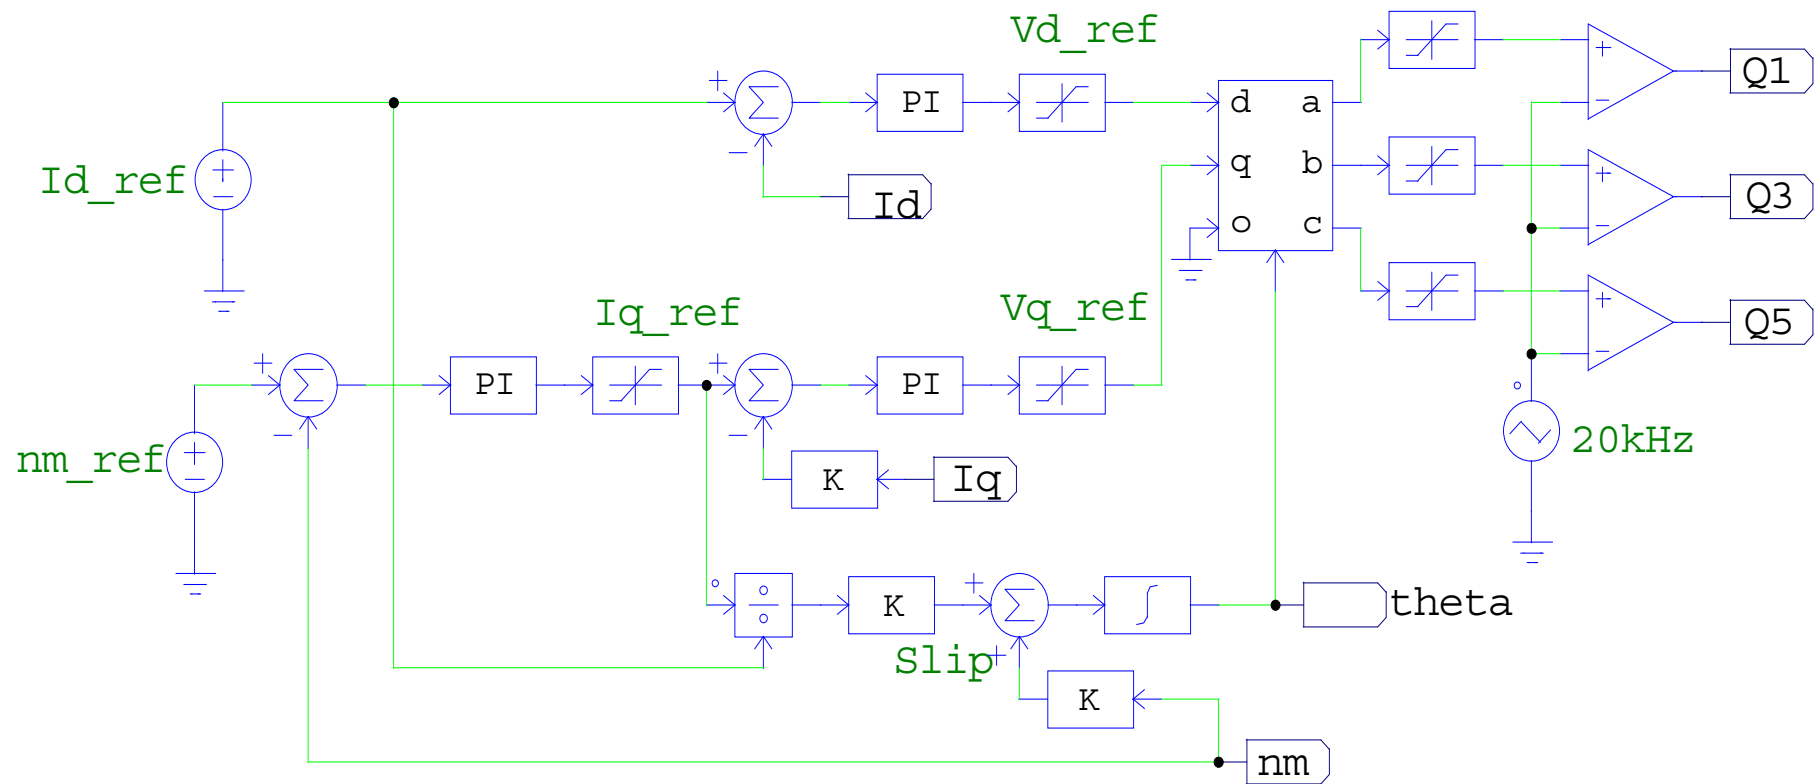 Vd_ref
Q1
PI
d
a
Id_ref
q
b
Id
Q3
o
c
Iq_ref
Vq_ref
Q5
PI
PI
nm_ref
20kHz
K
Iq
K
theta
Slip
K
nm